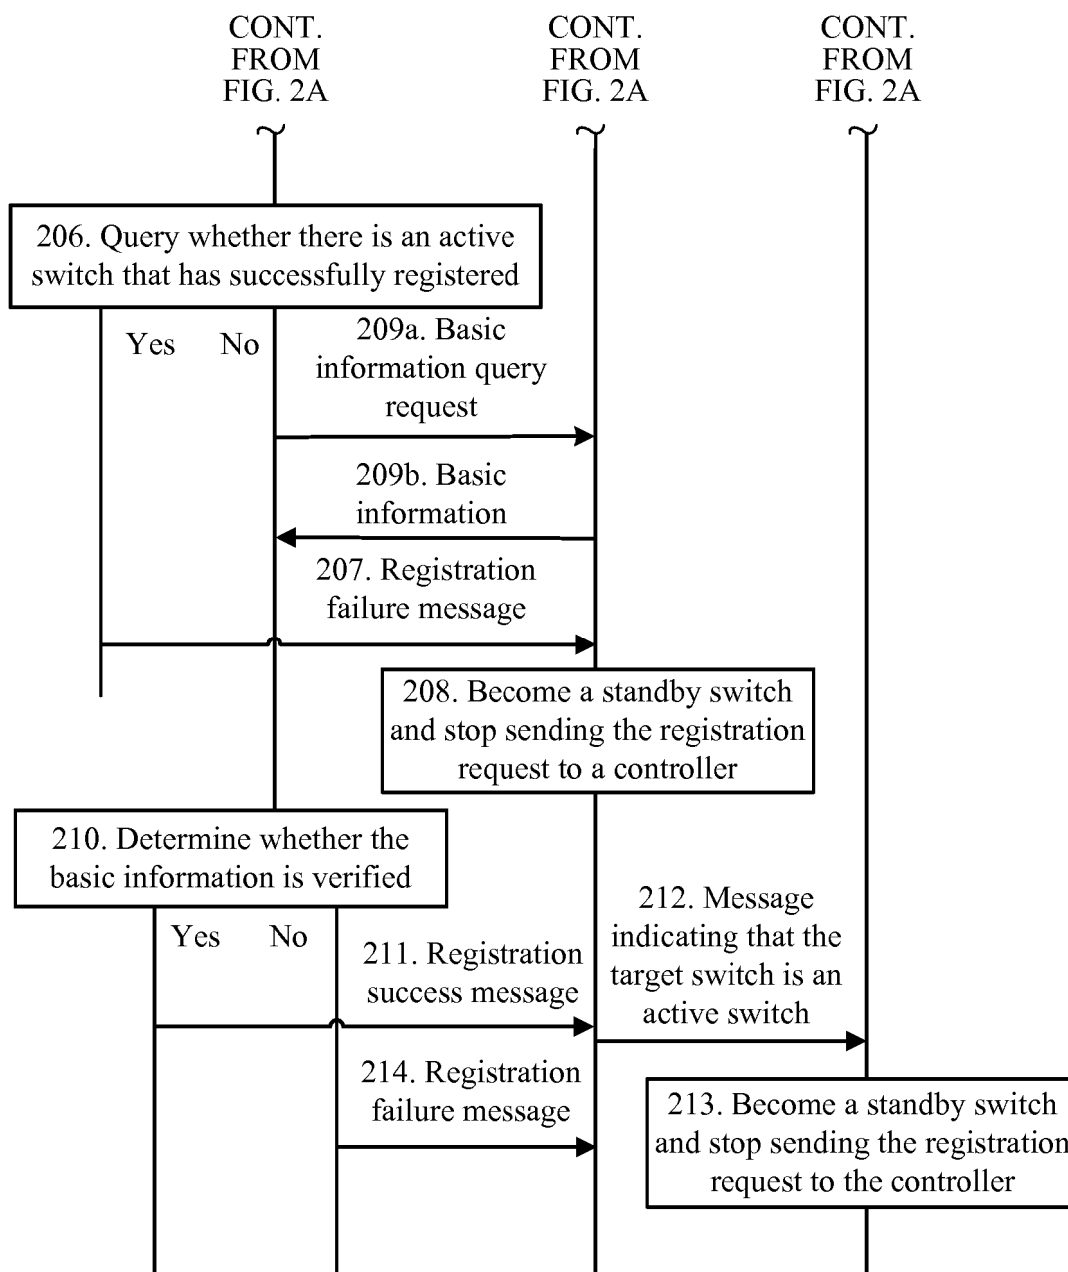 CONT.
FROM
FIG. 2A
CONT.
FROM
FIG. 2A
CONT.
FROM
FIG. 2A
206. Query whether there is an active
switch that has successfully registered
Yes
No
209a. Basic
information query
request
209b. Basic
information
207. Registration
failure message
208. Become a standby switch
and stop sending the registration
request to a controller
210. Determine whether the
basic information is verified
Yes
No
211. Registration
success message
212. Message
indicating that the
target switch is an
active switch
214. Registration
failure message
213. Become a standby switch
and stop sending the registration
request to the controller